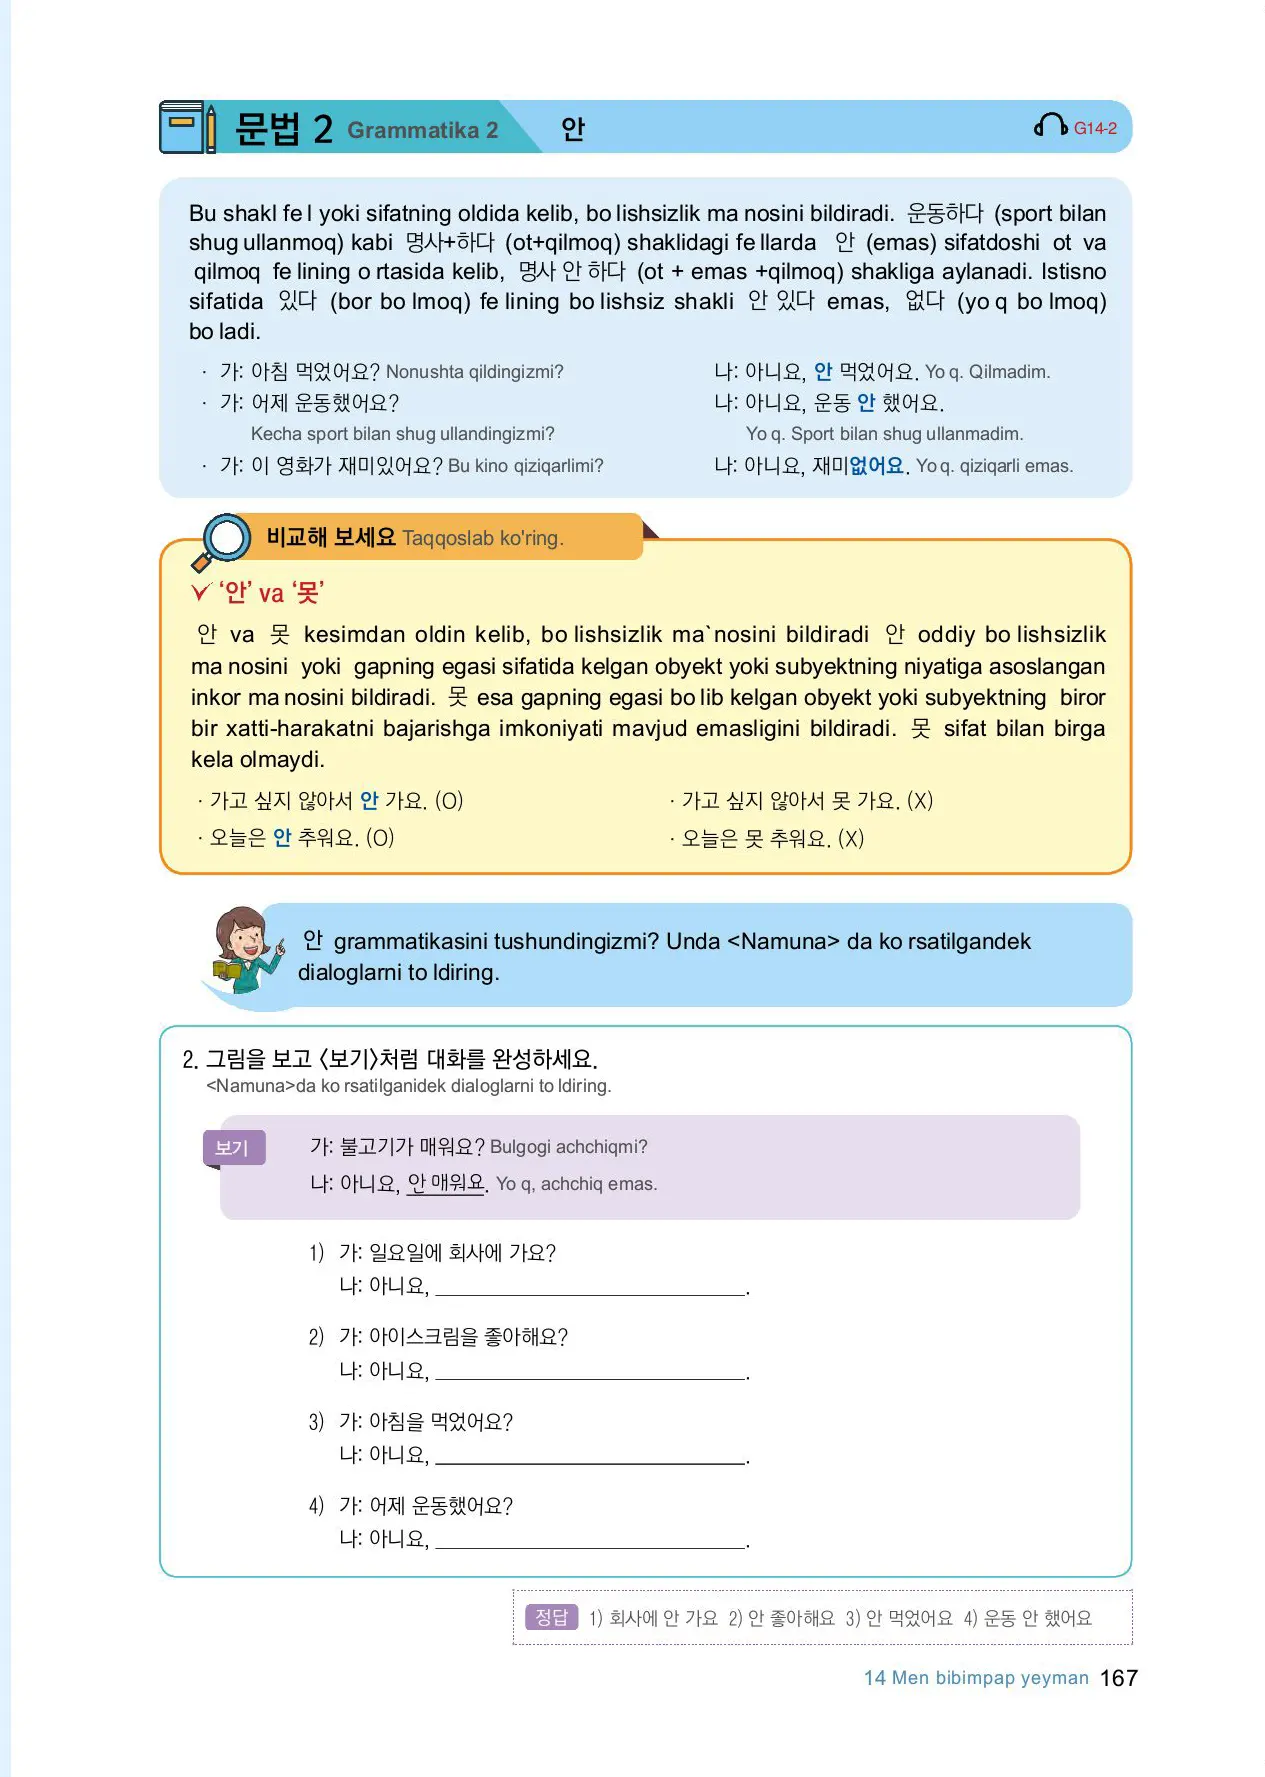 문법 2 Grammatika 2 안 G14-2
Bu shakl fe l yoki sifatning oldida kelib, bo lishsizlik ma nosini bildiradi. 운동하다 (sport bilan
shug ullanmoq) kabi 명사+하다 (ot+qilmoq) shaklidagi fe llarda 안 (emas) sifatdoshi ot va
qilmoq fe lining o rtasida kelib, 명사 안 하다 (ot + emas +qilmoq) shakliga aylanadi. Istisno
sifatida 있다 (bor bo lmoq) fe lining bo lishsiz shakli 안 있다 emas, 없다 (yo q bo lmoq)
bo ladi.
· 가: 아침 먹었어요? Nonushta qildingizmi? 나: 아니요, 안 먹었어요. Yo q. Qilmadim.
· 가: 어제 운동했어요? 나: 아니요, 운동 안 했어요.
Kecha sport bilan shug ullandingizmi? Yo q. Sport bilan shug ullanmadim.
· 가: 이 영화가 재미있어요? Bu kino qiziqarlimi? 나: 아니요, 재미없어요. Yo q. qiziqarli emas.
비교해 보세요 Taqqoslab ko'ring.
‘안’ va ‘못’
안 va 못 kesimdan oldin kelib, bo lishsizlik ma`nosini bildiradi 안 oddiy bo lishsizlik
ma nosini yoki gapning egasi sifatida kelgan obyekt yoki subyektning niyatiga asoslangan
inkor ma nosini bildiradi. 못 esa gapning egasi bo lib kelgan obyekt yoki subyektning biror
bir xatti-harakatni bajarishga imkoniyati mavjud emasligini bildiradi. 못 sifat bilan birga
kela olmaydi.
· 가고 싶지 않아서 안 가요. (O) · 가고 싶지 않아서 못 가요. (X)
· 오늘은 안 추워요. (O) · 오늘은 못 추워요. (X)
안 grammatikasini tushundingizmi? Unda <Namuna> da ko rsatilgandek
dialoglarni to ldiring.
2. 그림을 보고 〈보기〉처럼 대화를 완성하세요.
<Namuna>da ko rsatilganidek dialoglarni to ldiring.
보기 가: 불고기가 매워요? Bulgogi achchiqmi?
나: 아니요, 안 매워요. Yo q, achchiq emas.
1) 가: 일요일에 회사에 가요?
나: 아니요, ____________________.
2) 가: 아이스크림을 좋아해요?
나: 아니요, ____________________.
3) 가: 아침을 먹었어요?
나: 아니요, ____________________.
4) 가: 어제 운동했어요?
나: 아니요, ____________________.
정답 1) 회사에 안 가요 2) 안 좋아해요 3) 안 먹었어요 4) 운동 안 했어요
14 Men bibimpap yeyman 167